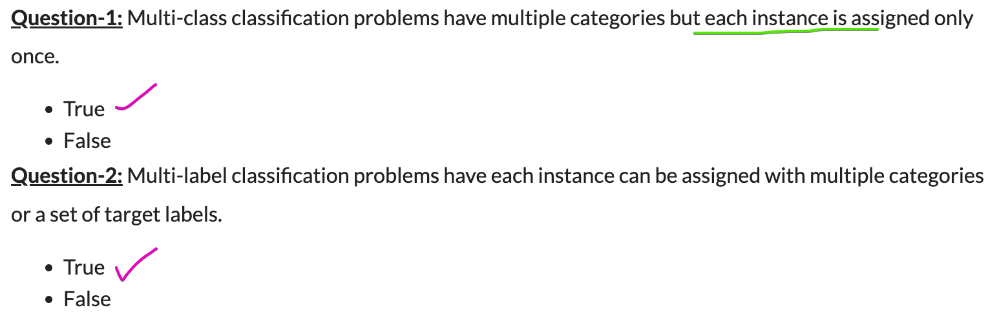 Question-1: Multi-class classification problems have multiple categories but each instance is assigned only
once.
• True
• False
Question-2: Multi-label classification problems have each instance can be assigned with multiple categories
or a set of target labels.
• True
• False